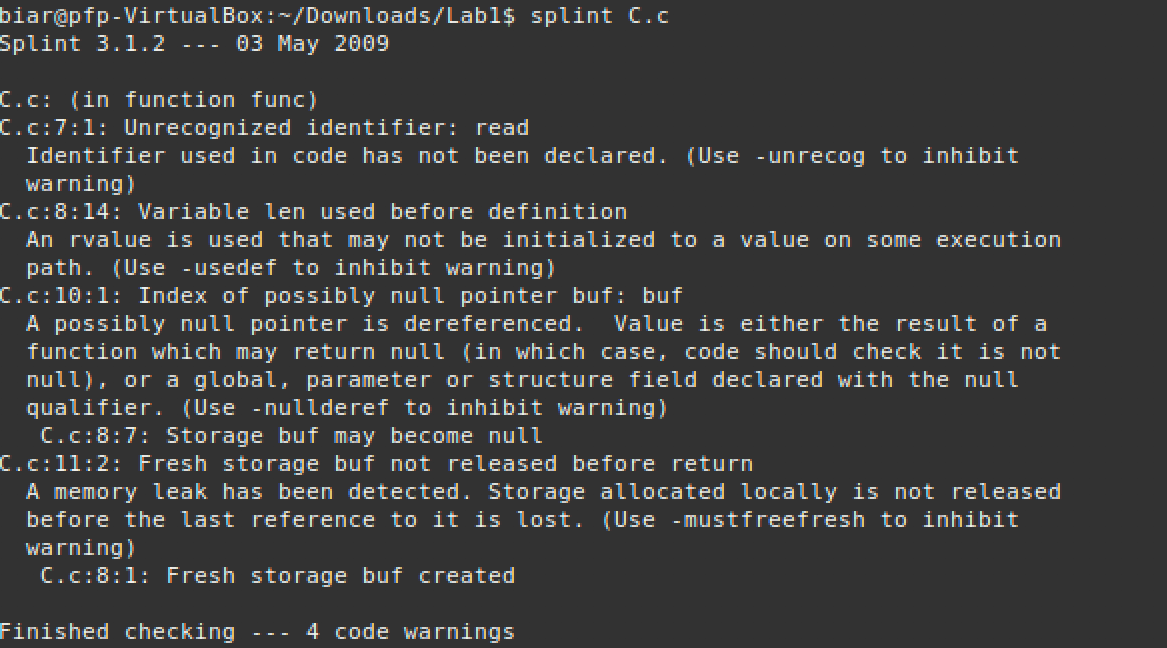 biar@pfp-VirtualBox:~/Downloads/Lab1$ splint C.c
Splint 3.1.2 --- 03 May 2009
C.c: (in function func)
C.c:7:1: Unrecognized identifier: read
  Identifier used in code has not been declared. (Use -unrecog to inhibit
  warning)
C.c:8:14: Variable len used before definition
  An rvalue is used that may not be initialized to a value on some execution
  path. (Use -usedef to inhibit warning)
C.c:10:1: Index of possibly null pointer buf: buf
  A possibly null pointer is dereferenced.  Value is either the result of a
  function which may return null (in which case, code should check it is not
  null), or a global, parameter or structure field declared with the null
  qualifier. (Use -nullderef to inhibit warning)
   C.c:8:7: Storage buf may become null
C.c:11:2: Fresh storage buf not released before return
  A memory leak has been detected. Storage allocated locally is not released
  before the last reference to it is lost. (Use -mustfreefresh to inhibit
  warning)
   C.c:8:1: Fresh storage buf created
Finished checking --- 4 code warnings